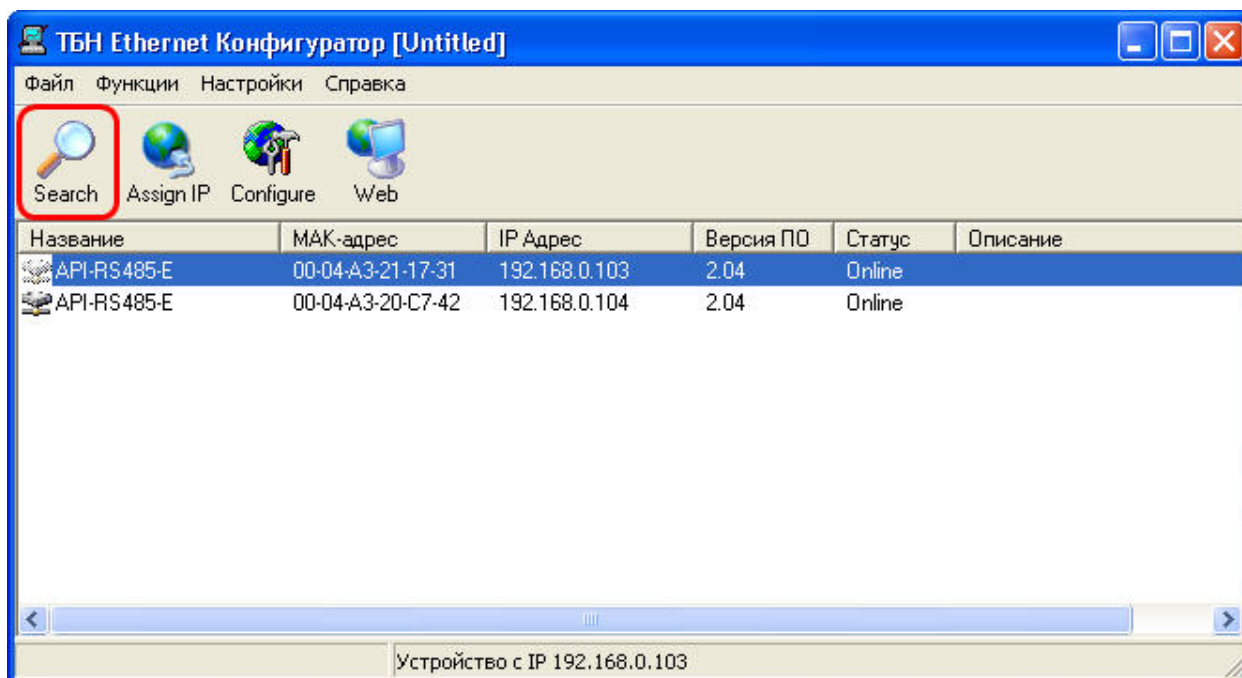 ТБН Ethernet Конфигуратор [Untitled]
Файл Функции Настройки Справка
Search Assign IP Configure Web
Название МАК-адрес IP Адрес Версия ПО Статус Описание
API-RS485-E 00-04-A3-21-17-31 192.168.0.103 2.04 Online
API-RS485-E 00-04-A3-20-C7-42 192.168.0.104 2.04 Online
Устройство с IP 192.168.0.103